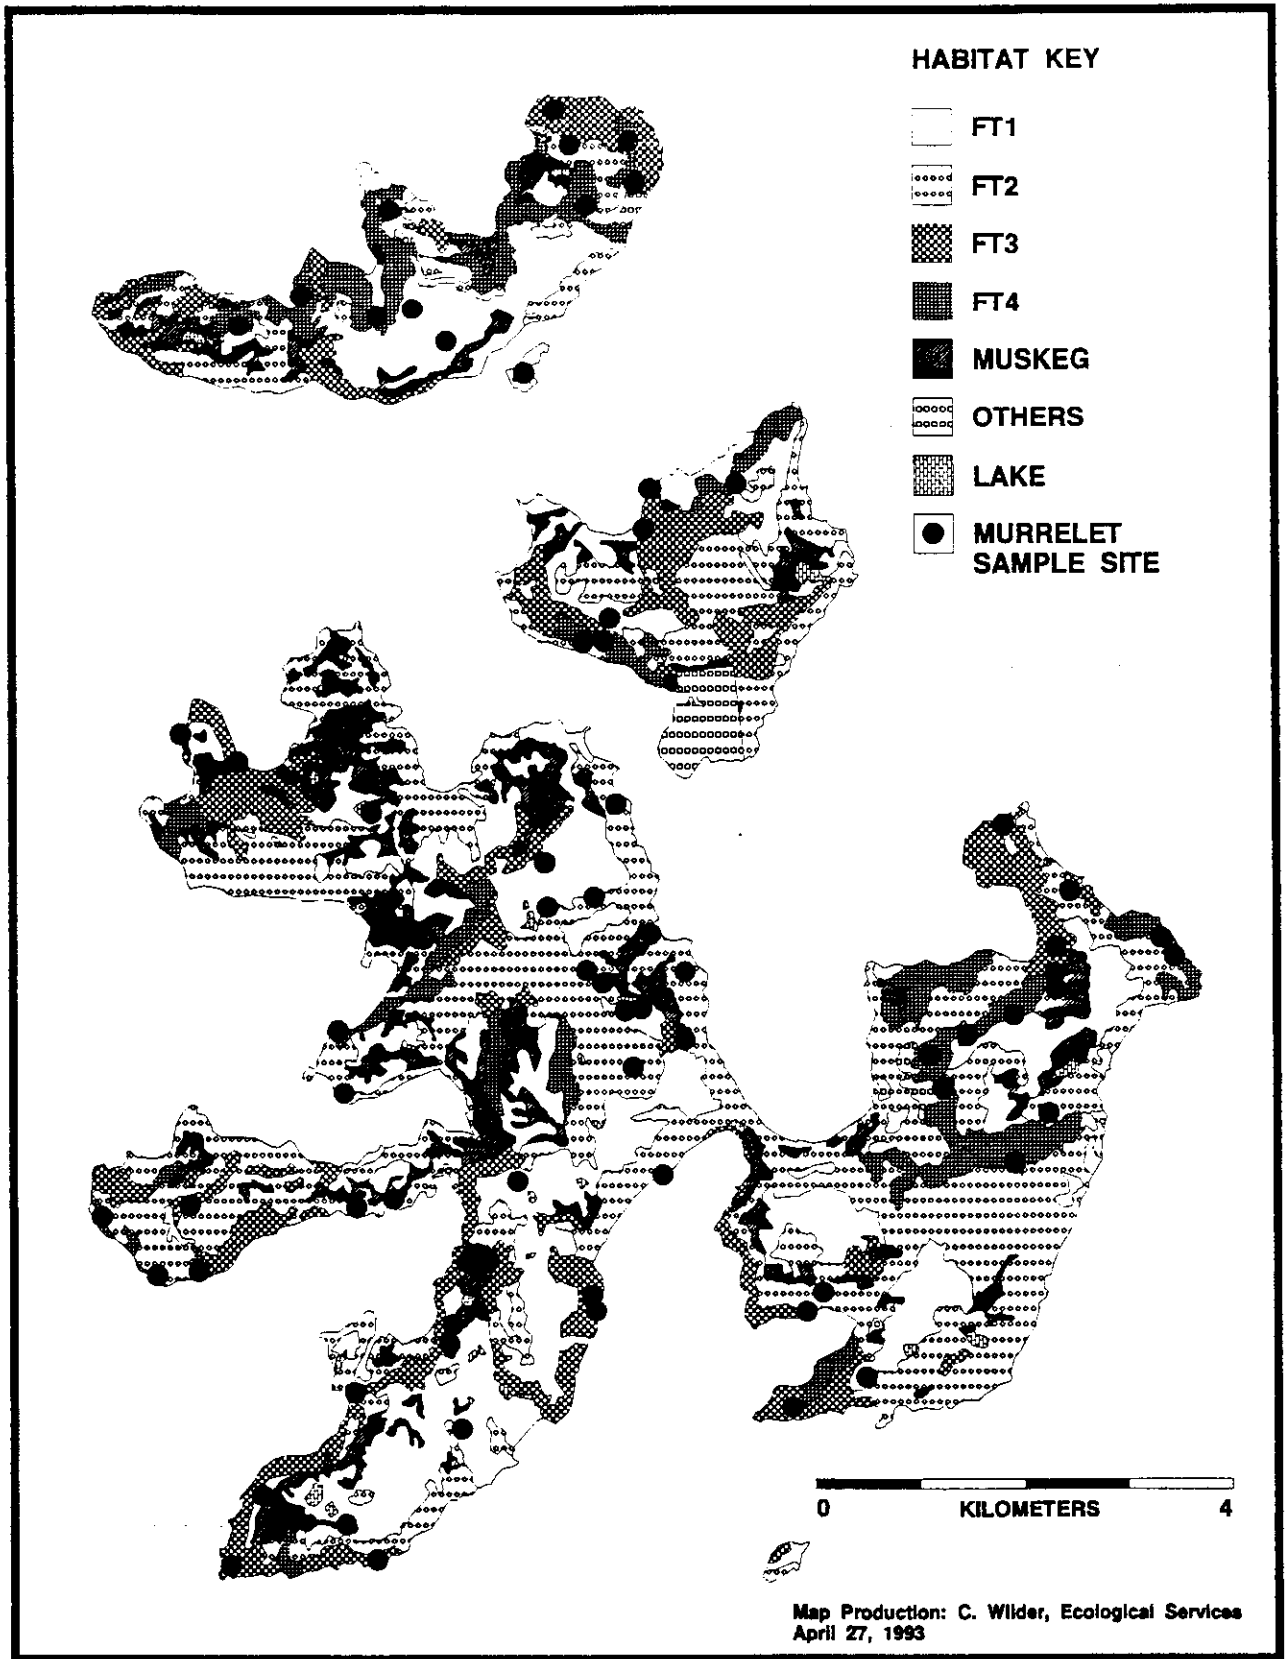 HABITAT KEY
FT1
FT2
FT3
FT4
MUSKEG
OTHERS
LAKE
MURRELET
SAMPLE SITE
0 KILOMETERS 4
Map Production: C. Wilder, Ecological Services
April 27, 1993